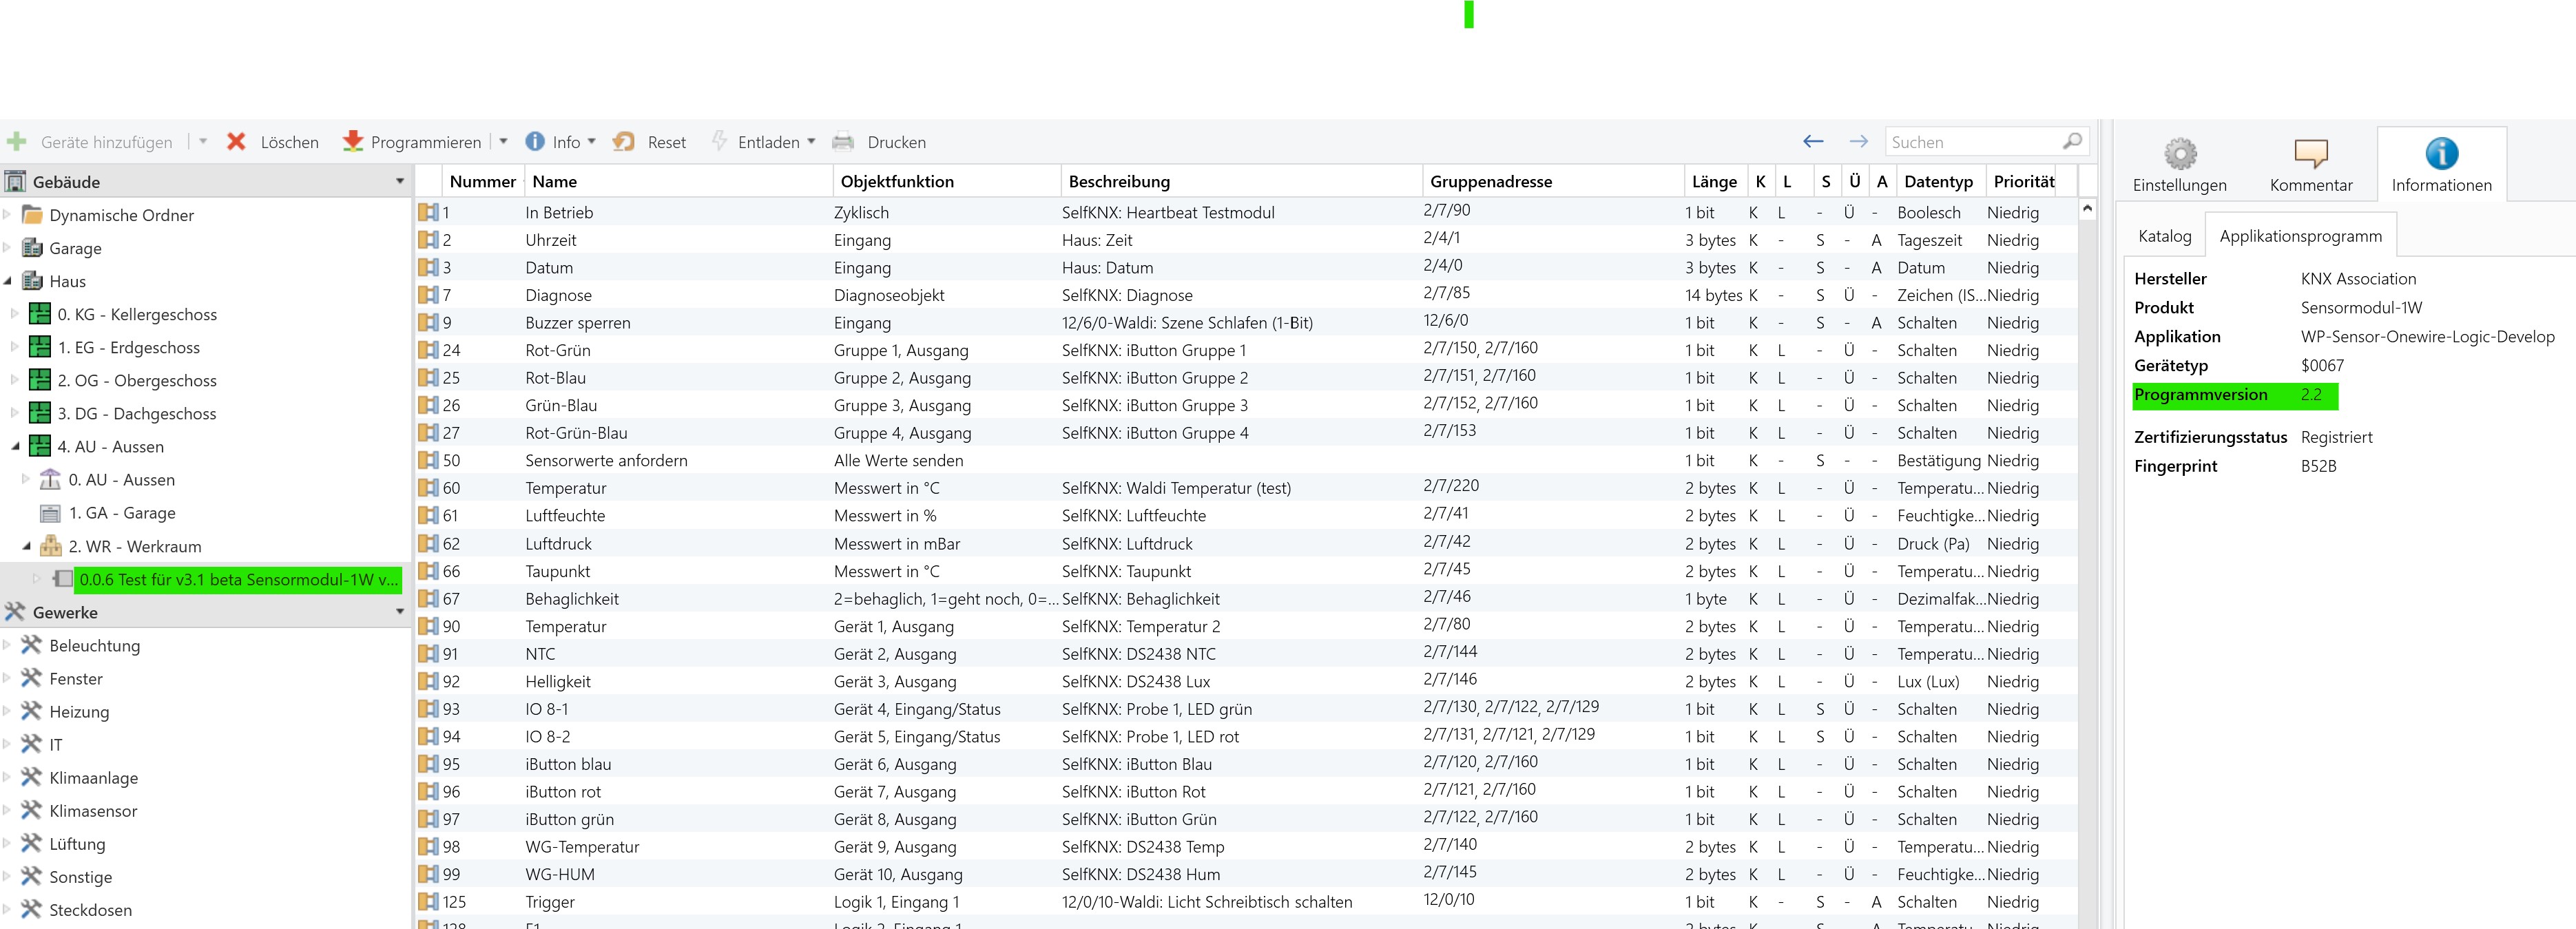 Geräte hinzufügen Löschen Programmieren Info Reset Entladen Drucken Suchen
Gebäude
Dynamische Ordner
Garage
Haus
0. KG - Kellergeschoss
1. EG - Erdgeschoss
2. OG - Obergeschoss
3. DG - Dachgeschoss
4. AU - Aussen
0. AU - Aussen
1. GA - Garage
2. WR - Werkraum
0.0.6 Test für v3.1 beta Sensormodul-1W v...
Gewerke
Beleuchtung
Fenster
Heizung
IT
Klimaanlage
Klimasensor
Lüftung
Sonstige
Steckdosen
Nummer Name Objektfunktion Beschreibung Gruppenadresse Länge K L S Ü A Datentyp Priorität
1 In Betrieb Zyklisch SelfKNX: Heartbeat Testmodul 2/7/90 1 bit K L - Ü - Boolesch Niedrig
2 Uhrzeit Eingang Haus: Zeit 2/4/1 3 bytes K - S - A Tageszeit Niedrig
3 Datum Eingang Haus: Datum 2/4/0 3 bytes K - S - A Datum Niedrig
7 Diagnose Diagnoseobjekt SelfKNX: Diagnose 2/7/85 14 bytes K - S Ü - Zeichen (IS... Niedrig
9 Buzzer sperren Eingang 12/6/0-Waldi: Szene Schlafen (1-Bit) 12/6/0 1 bit K - S - A Schalten Niedrig
24 Rot-Grün Gruppe 1, Ausgang SelfKNX: iButton Gruppe 1 2/7/150, 2/7/160 1 bit K L - Ü - Schalten Niedrig
25 Rot-Blau Gruppe 2, Ausgang SelfKNX: iButton Gruppe 2 2/7/151, 2/7/160 1 bit K L - Ü - Schalten Niedrig
26 Grün-Blau Gruppe 3, Ausgang SelfKNX: iButton Gruppe 3 2/7/152, 2/7/160 1 bit K L - Ü - Schalten Niedrig
27 Rot-Grün-Blau Gruppe 4, Ausgang SelfKNX: iButton Gruppe 4 2/7/153 1 bit K L - Ü - Schalten Niedrig
50 Sensorwerte anfordern Alle Werte senden 1 bit K - S - - Bestätigung Niedrig
60 Temperatur Messwert in °C SelfKNX: Waldi Temperatur (test) 2/7/220 2 bytes K L - Ü - Temperatu... Niedrig
61 Luftfeuchte Messwert in % SelfKNX: Luftfeuchte 2/7/41 2 bytes K L - Ü - Feuchtigke... Niedrig
62 Luftdruck Messwert in mBar SelfKNX: Luftdruck 2/7/42 2 bytes K L - Ü - Druck (Pa) Niedrig
66 Taupunkt Messwert in °C SelfKNX: Taupunkt 2/7/45 2 bytes K L - Ü - Temperatu... Niedrig
67 Behaglichkeit 2=behaglich, 1=geht noch, 0=... SelfKNX: Behaglichkeit 2/7/46 1 byte K L - Ü - Dezimalfak... Niedrig
90 Temperatur Gerät 1, Ausgang SelfKNX: Temperatur 2 2/7/80 2 bytes K L - Ü - Temperatu... Niedrig
91 NTC Gerät 2, Ausgang SelfKNX: DS2438 NTC 2/7/144 2 bytes K L - Ü - Temperatu... Niedrig
92 Helligkeit Gerät 3, Ausgang SelfKNX: DS2438 Lux 2/7/146 2 bytes K L - Ü - Lux (Lux) Niedrig
93 IO 8-1 Gerät 4, Eingang/Status SelfKNX: Probe 1, LED grün 2/7/130, 2/7/122, 2/7/129 1 bit K L S Ü - Schalten Niedrig
94 IO 8-2 Gerät 5, Eingang/Status SelfKNX: Probe 1, LED rot 2/7/131, 2/7/121, 2/7/129 1 bit K L S Ü - Schalten Niedrig
95 iButton blau Gerät 6, Ausgang SelfKNX: iButton Blau 2/7/120, 2/7/160 1 bit K L - Ü - Schalten Niedrig
96 iButton rot Gerät 7, Ausgang SelfKNX: iButton Rot 2/7/121, 2/7/160 1 bit K L - Ü - Schalten Niedrig
97 iButton grün Gerät 8, Ausgang SelfKNX: iButton Grün 2/7/122, 2/7/160 1 bit K L - Ü - Schalten Niedrig
98 WG-Temperatur Gerät 9, Ausgang SelfKNX: DS2438 Temp 2/7/140 2 bytes K L - Ü - Temperatu... Niedrig
99 WG-HUM Gerät 10, Ausgang SelfKNX: DS2438 Hum 2/7/145 2 bytes K L - Ü - Feuchtigke... Niedrig
125 Trigger Logik 1, Eingang 1 12/0/10-Waldi: Licht Schreibtisch schalten 12/0/10 1 bit K - S - A Schalten Niedrig
Einstellungen Kommentar Informationen
Katalog Applikationsprogramm
Hersteller KNX Association
Produkt Sensormodul-1W
Applikation WP-Sensor-Onewire-Logic-Develop
Gerätetyp $0067
Programmversion 2.2
Zertifizierungsstatus Registriert
Fingerprint B52B